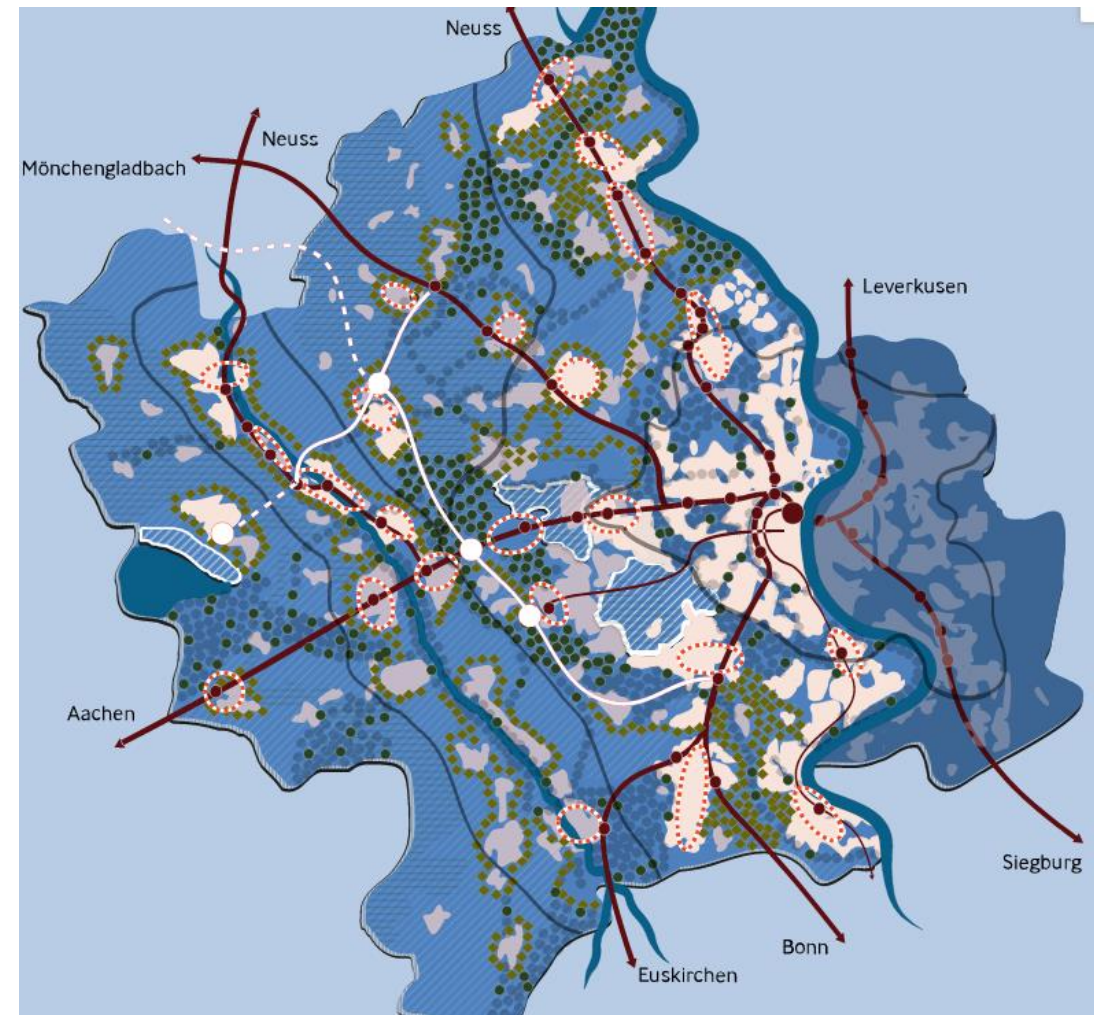 Neuss
Neuss
Mönchengladbach
Leverkusen
Aachen
Siegburg
Bonn
Euskirchen